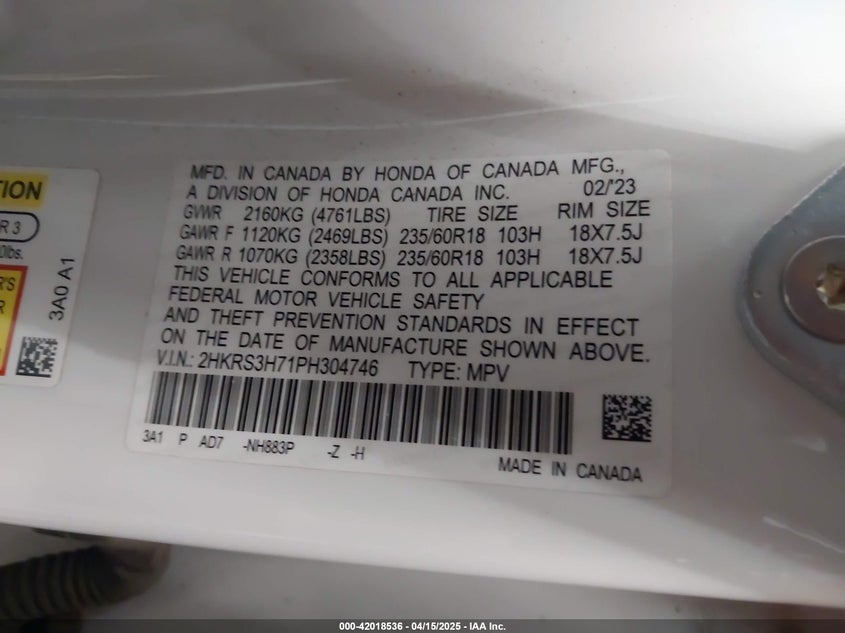 MFD. IN CANADA BY HONDA OF CANADA MFG.,
A DIVISION OF HONDA CANADA INC. 02/'23
GVWR 2160KG (4761LBS) TIRE SIZE RIM SIZE
GAWR F 1120KG (2469LBS) 235/60R18 103H 18X7.5J
GAWR R 1070KG (2358LBS) 235/60R18 103H 18X7.5J
THIS VEHICLE CONFORMS TO ALL APPLICABLE
FEDERAL MOTOR VEHICLE SAFETY
AND THEFT PREVENTION STANDARDS IN EFFECT
ON THE DATE OF MANUFACTURE SHOWN ABOVE.
V.I.N.: 2HKRS3H71PH304746 TYPE: MPV
3A1 P AD7 -NH883P -Z -H
MADE IN CANADA
TION
R 3
0lbs.
R'S
R
3A0 A1
000-42018536 - 04/15/2025 - IAA Inc.